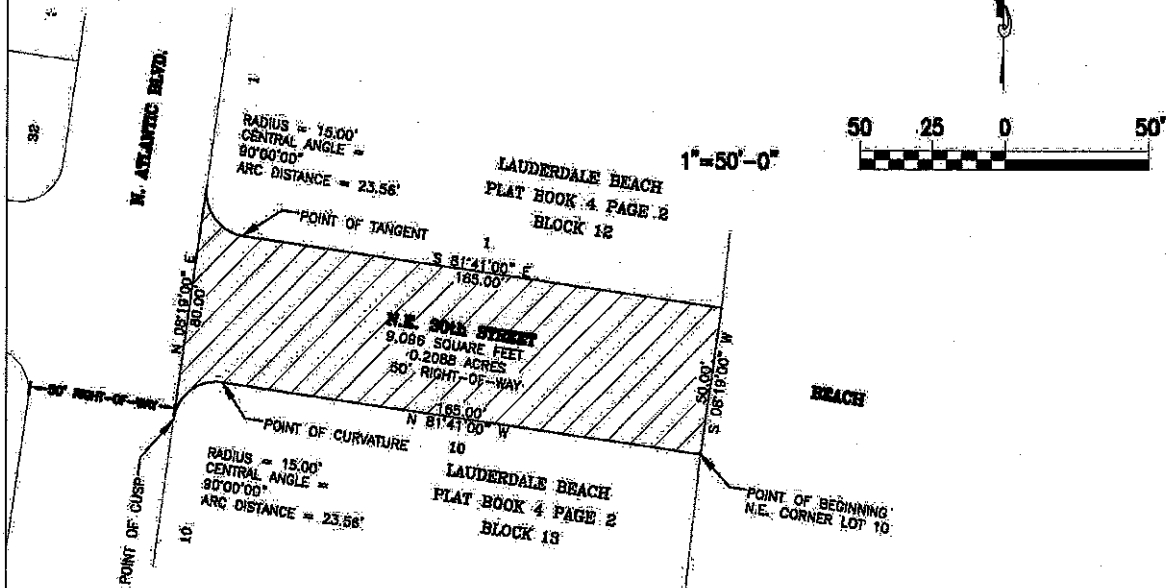 N. ATLANTIC BLVD.
32
RADIUS = 15.00'
CENTRAL ANGLE =
90°00'00"
ARC DISTANCE = 23.56'
LAUDERDALE BEACH
PLAT BOOK 4 PAGE 2
BLOCK 12
1"=50'-0"
50 25 0 50'
POINT OF TANGENT
1
S 81°41'00" E
165.00'
N 08°19'00" E
80.00'
N.E. 30th STREET
9,096 SQUARE FEET
0.2088 ACRES
50' RIGHT-OF-WAY
50.00'
S 08°19'00" W
BEACH
RIGHT-OF-WAY
165.00'
N 81°41'00" W
POINT OF CURVATURE
10
LAUDERDALE BEACH
PLAT BOOK 4 PAGE 2
BLOCK 13
RADIUS = 15.00'
CENTRAL ANGLE =
90°00'00"
ARC DISTANCE = 23.56'
POINT OF CUSP
10
POINT OF BEGINNING
N.E. CORNER LOT 10